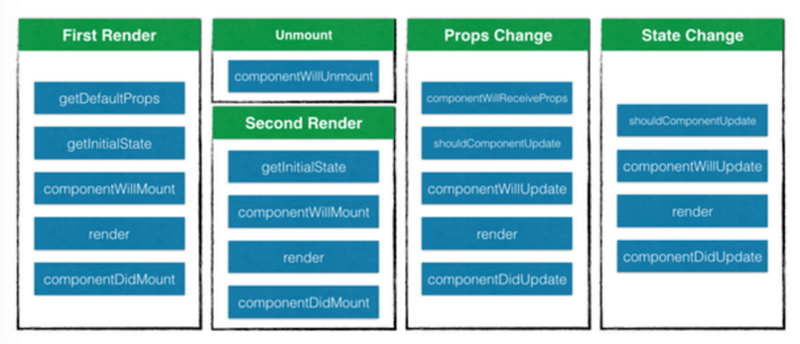 First Render
getDefaultProps
getInitialState
componentWillMount
render
componentDidMount
Unmount
componentWillUnmount
Second Render
getInitialState
componentWillMount
render
componentDidMount
Props Change
componentWillReceiveProps
shouldComponentUpdate
componentWillUpdate
render
componentDidUpdate
State Change
shouldComponentUpdate
componentWillUpdate
render
componentDidUpdate